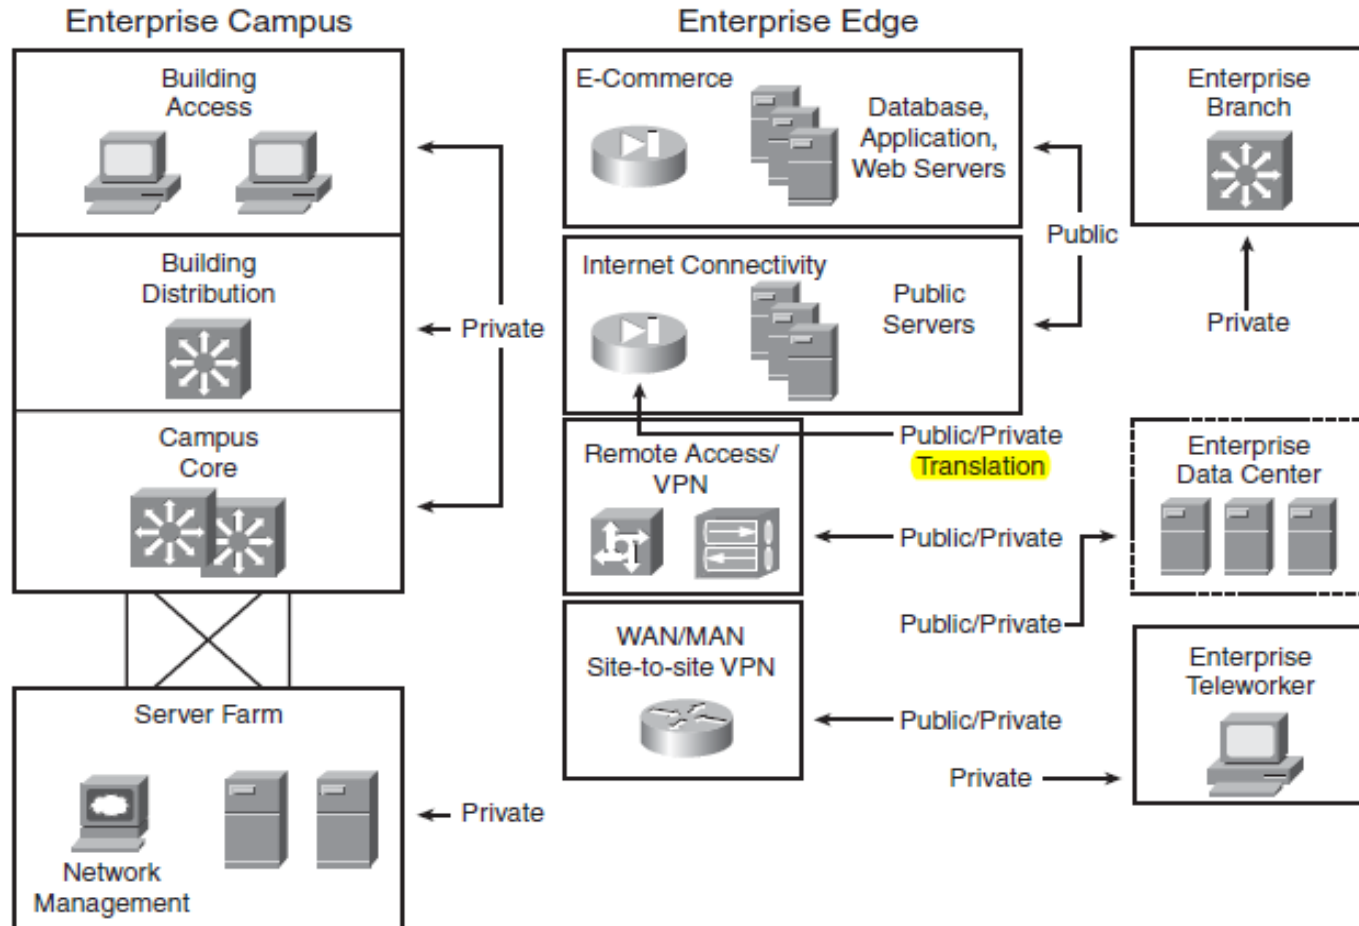 Enterprise Campus
Building
Access
Building
Distribution
Private
Campus
Core
Server Farm
Private
Network
Management
Enterprise Edge
E-Commerce
Database,
Application,
Web Servers
Public
Internet Connectivity
Public
Servers
Public/Private
Translation
Remote Access/
VPN
Public/Private
Public/Private
WAN/MAN
Site-to-site VPN
Public/Private
Private
Enterprise
Branch
Private
Enterprise
Data Center
Enterprise
Teleworker